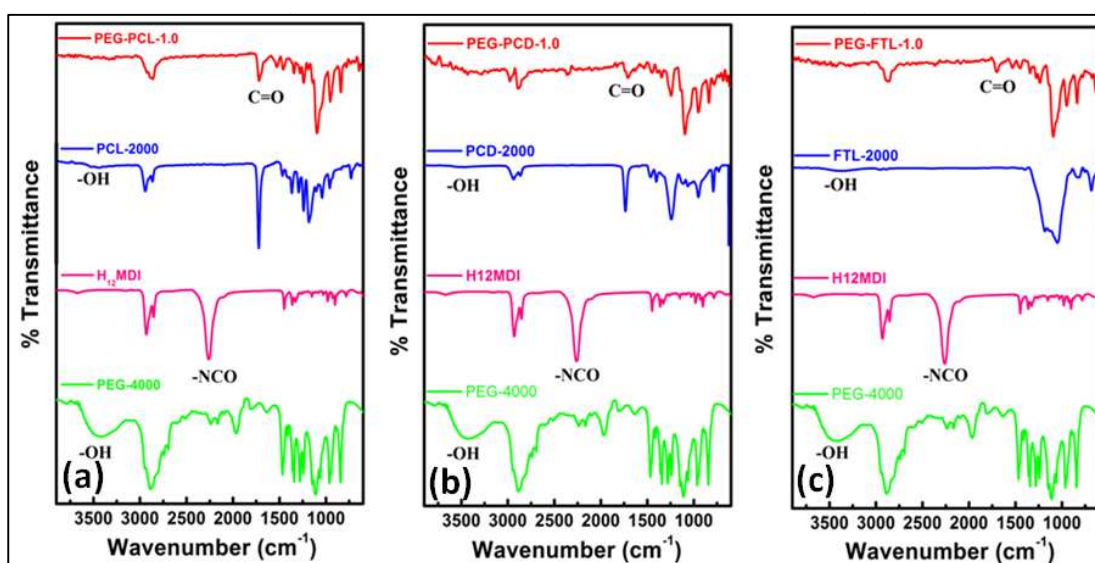 PEG-PCL-1.0
C=O
PCL-2000
-OH
H₁₂MDI
-NCO
PEG-4000
-OH
(a)
% Transmittance
3500 3000 2500 2000 1500 1000
Wavenumber (cm⁻¹)
PEG-PCD-1.0
C=O
PCD-2000
-OH
H12MDI
-NCO
PEG-4000
-OH
(b)
% Transmittance
3500 3000 2500 2000 1500 1000
Wavenumber (cm⁻¹)
PEG-FTL-1.0
C=O
FTL-2000
-OH
H12MDI
-NCO
PEG-4000
-OH
(c)
% Transmittance
3500 3000 2500 2000 1500 1000
Wavenumber (cm⁻¹)